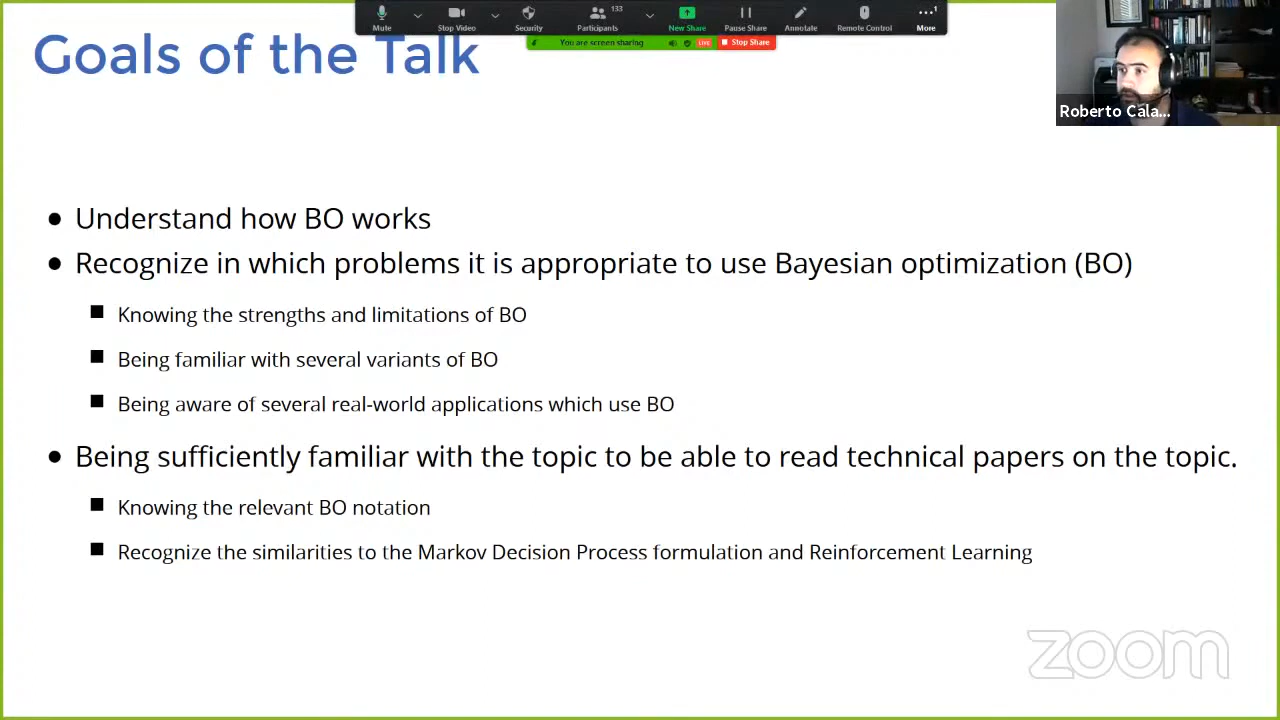 Mute
Stop Video
Security
133
Participants
New Share
Pause Share
Annotate
Remote Control
1
More
You are screen sharing
LIVE
Stop Share
Goals of the Talk
Roberto Cala...
Understand how BO works
Recognize in which problems it is appropriate to use Bayesian optimization (BO)
Knowing the strengths and limitations of BO
Being familiar with several variants of BO
Being aware of several real-world applications which use BO
Being sufficiently familiar with the topic to be able to read technical papers on the topic.
Knowing the relevant BO notation
Recognize the similarities to the Markov Decision Process formulation and Reinforcement Learning
zoom